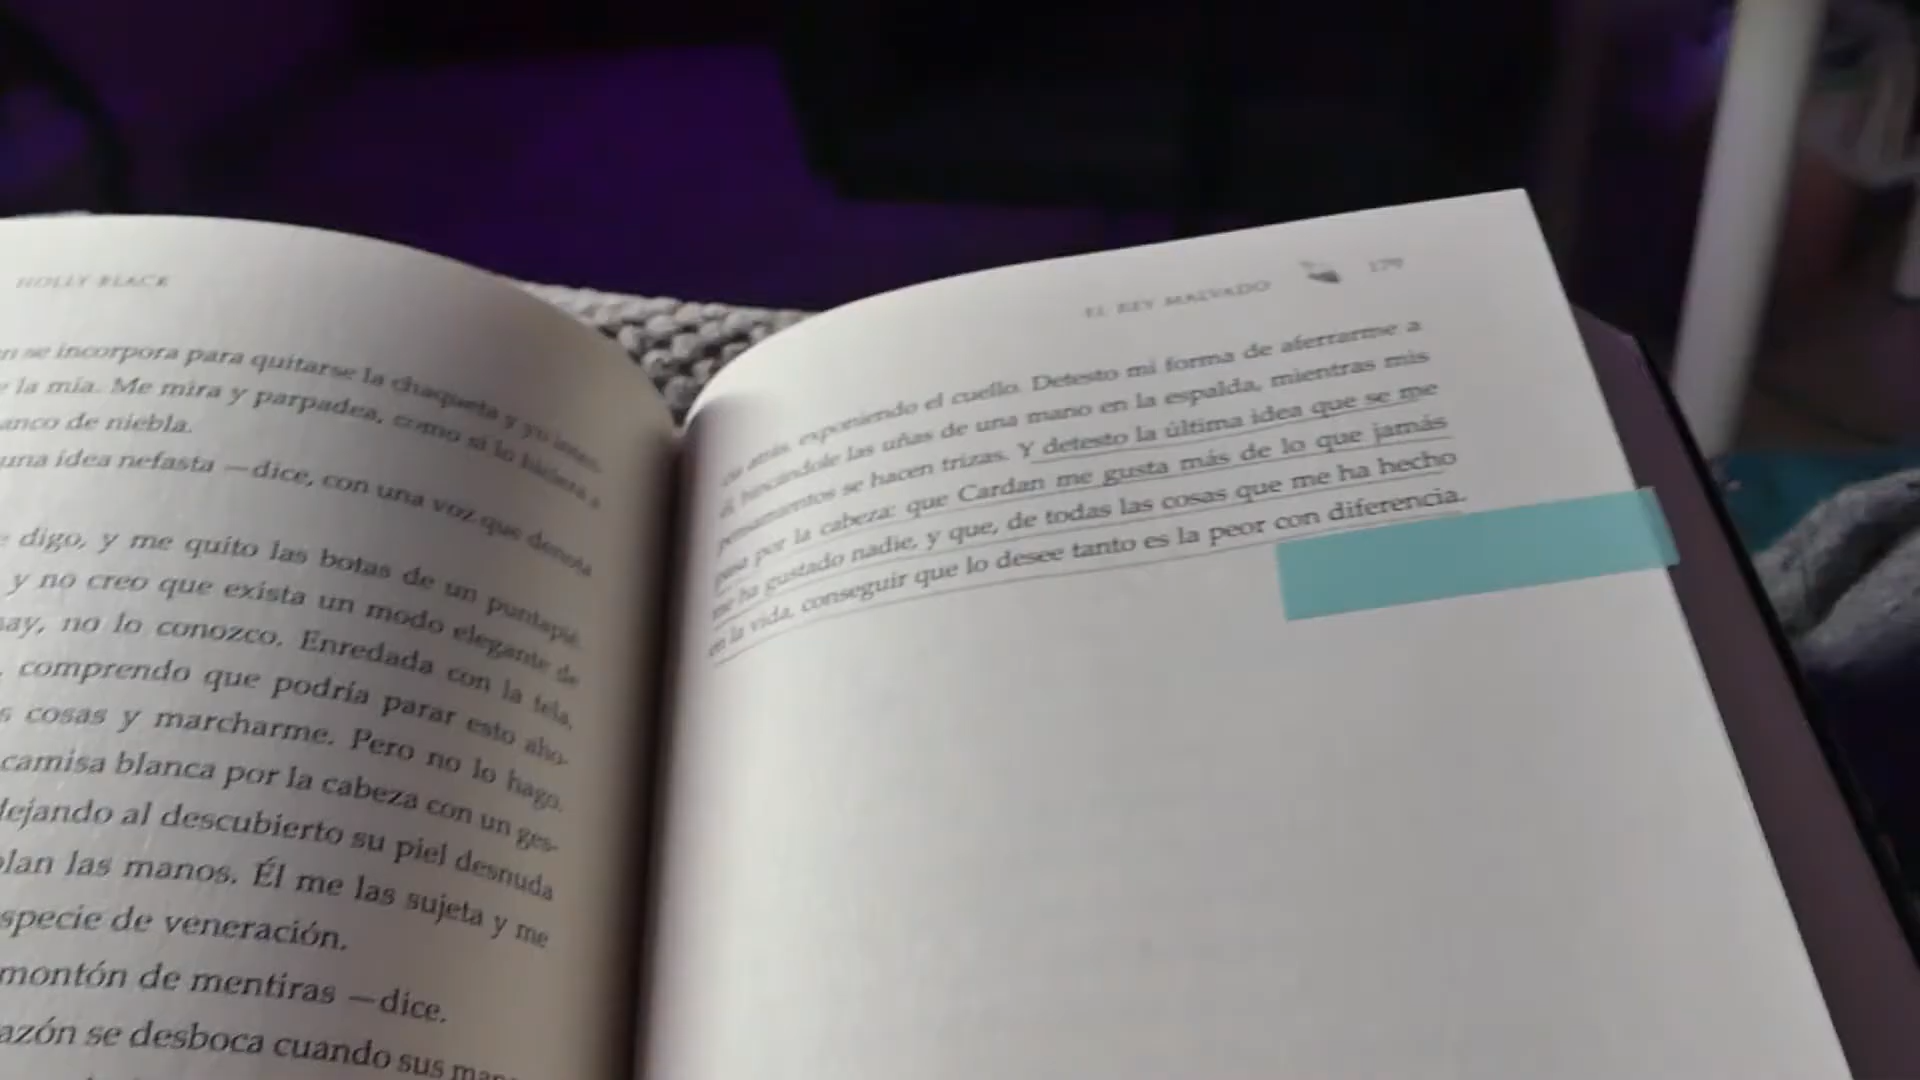 HOLLY BLACK
se incorpora para quitarse la chaqueta y yo
la mía. Me mira y parpadea, como si lo hiciera a
de niebla.
una idea nefasta —dice, con una voz que denota
digo, y me quito las botas de un puntapié.
y no creo que exista un modo elegante de
no lo conozco. Enredada con la tela,
comprendo que podría parar esto aho-
cosas y marcharme. Pero no lo hago.
camisa blanca por la cabeza con un ges-
dejando al descubierto su piel desnuda
las manos. Él me las sujeta y me
especie de veneración.
montón de mentiras —dice.
se desboca cuando sus
EL REY MALVADO 179
atrás, exponiendo el cuello. Detesto mi forma de aferrarme a
él, hincándole las uñas de una mano en la espalda, mientras mis
pensamientos se hacen trizas. Y detesto la última idea que se me
pasa por la cabeza: que Cardan me gusta más de lo que jamás
me ha gustado nadie, y que, de todas las cosas que me ha hecho
en la vida, conseguir que lo desee tanto es la peor con diferencia.